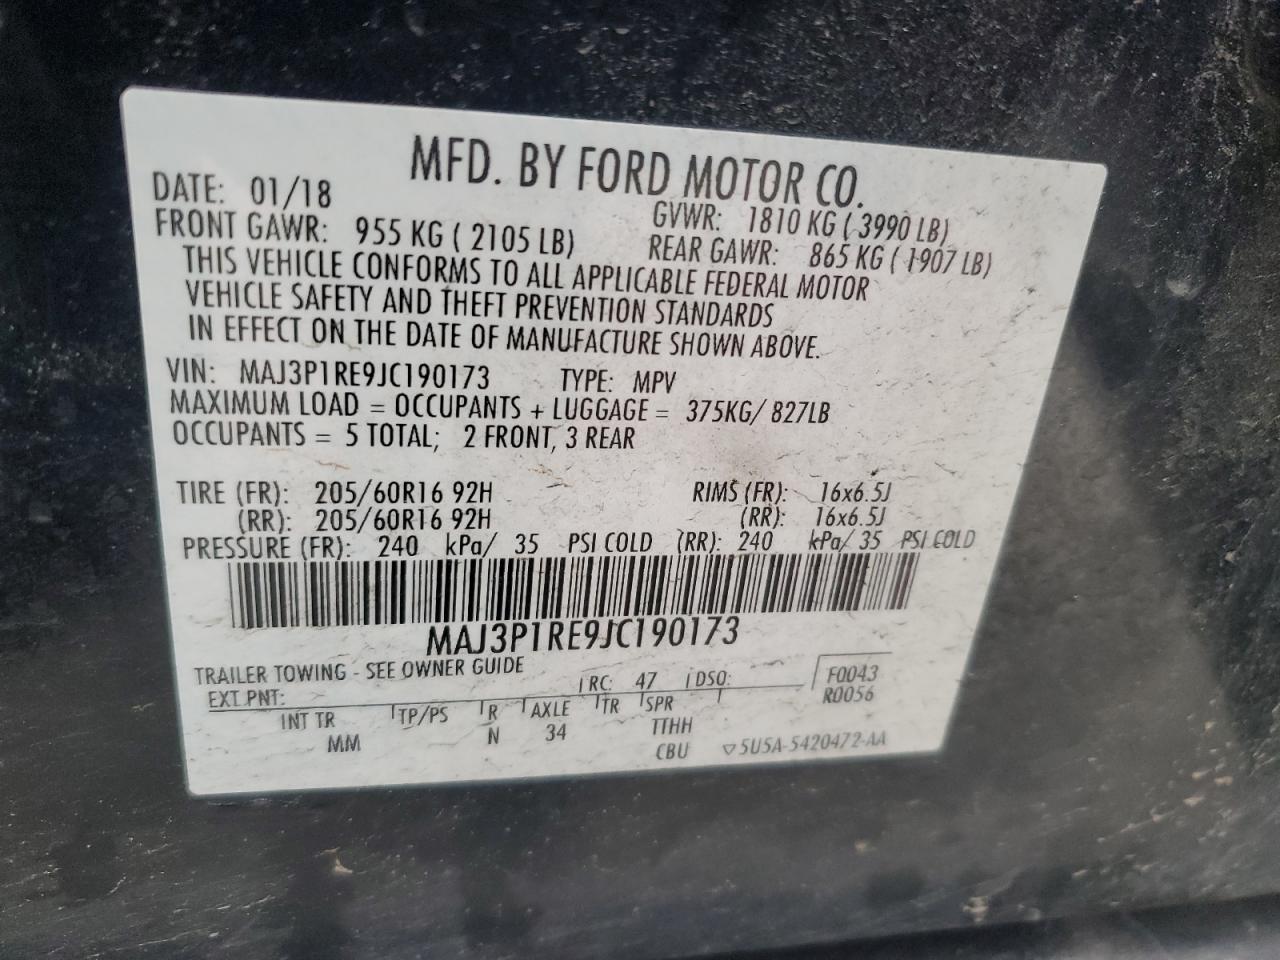 MFD. BY FORD MOTOR CO.
DATE: 01/18 GVWR: 1810 KG ( 3990 LB)
FRONT GAWR: 955 KG ( 2105 LB) REAR GAWR: 865 KG ( 1907 LB)
THIS VEHICLE CONFORMS TO ALL APPLICABLE FEDERAL MOTOR
VEHICLE SAFETY AND THEFT PREVENTION STANDARDS
IN EFFECT ON THE DATE OF MANUFACTURE SHOWN ABOVE.
VIN: MAJ3P1RE9JC190173 TYPE: MPV
MAXIMUM LOAD = OCCUPANTS + LUGGAGE = 375KG/ 827LB
OCCUPANTS = 5 TOTAL; 2 FRONT, 3 REAR
TIRE (FR): 205/60R16 92H RIMS (FR): 16x6.5J
(RR): 205/60R16 92H (RR): 16x6.5J
PRESSURE (FR): 240 kPa/ 35 PSI COLD (RR): 240 kPa/ 35 PSI COLD
MAJ3P1RE9JC190173
TRAILER TOWING - SEE OWNER GUIDE
EXT PNT: RC: 47 DSO: F0043
R0056
INT TR TP/PS R AXLE TR SPR
MM N 34 TTHH
CBU ▽5U5A-5420472-AA